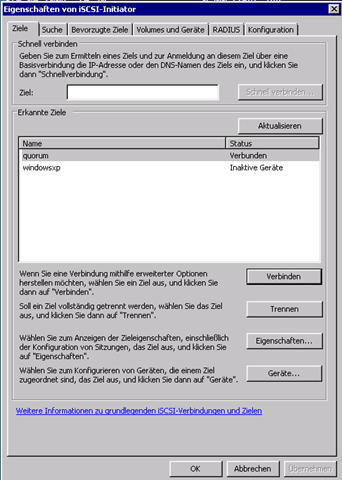 Eigenschaften von iSCSI-Initiator
Ziele Suche Bevorzugte Ziele Volumes und Geräte RADIUS Konfiguration
Schnell verbinden
Geben Sie zum Ermitteln eines Ziels und zur Anmeldung an diesem Ziel über eine
Basisverbindung die IP-Adresse oder den DNS-Namen des Ziels ein, und klicken Sie
dann auf "Schnellverbindung".
Ziel:
Schnell verbinden...
Erkannte Ziele
Aktualisieren
Name Status
quorum Verbunden
windowsxp Inaktive Geräte
Wenn Sie eine Verbindung mithilfe erweiterter Optionen
herstellen möchten, wählen Sie ein Ziel aus, und klicken Sie
dann auf "Verbinden".
Verbinden
Soll ein Ziel vollständig getrennt werden, wählen Sie das Ziel
aus, und klicken Sie dann auf "Trennen".
Trennen
Wählen Sie zum Anzeigen der Zieleigenschaften, einschließlich
der Konfiguration von Sitzungen, das Ziel aus, und klicken Sie
auf "Eigenschaften".
Eigenschaften...
Wählen Sie zum Konfigurieren von Geräten, die einem Ziel
zugeordnet sind, das Ziel aus, und klicken Sie dann auf "Geräte".
Geräte...
Weitere Informationen zu grundlegenden iSCSI-Verbindungen und Zielen
OK Abbrechen Übernehmen